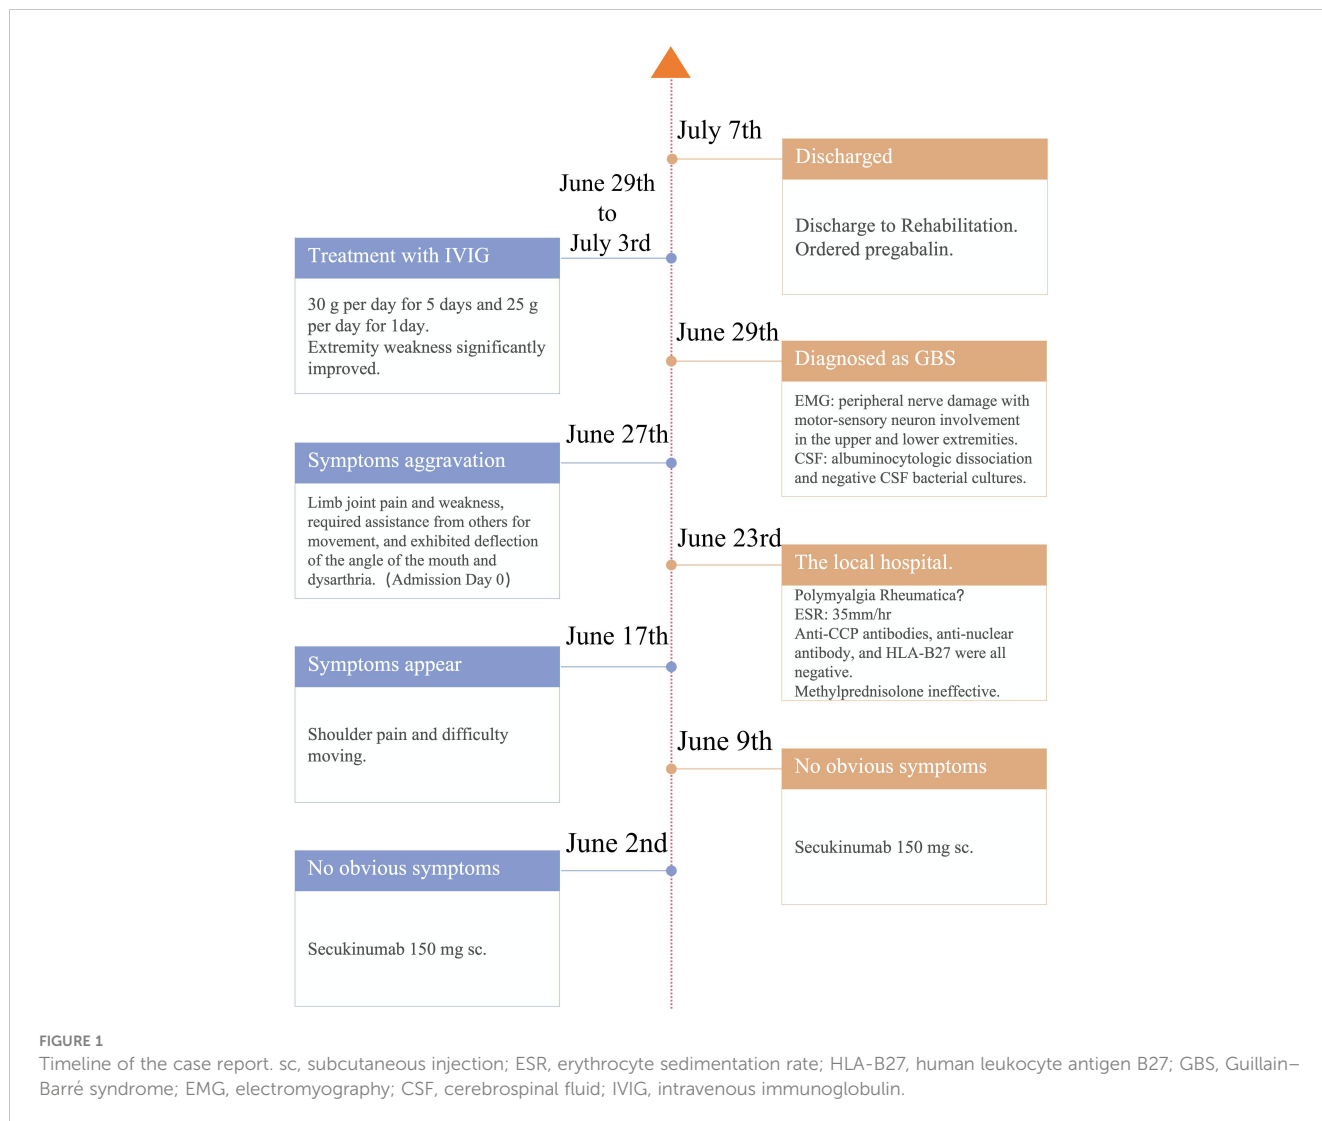 July 7th
Discharged
Discharge to Rehabilitation.
Ordered pregabalin.
June 29th
to
July 3rd
Treatment with IVIG
30 g per day for 5 days and 25 g
per day for 1day.
Extremity weakness significantly
improved.
June 29th
Diagnosed as GBS
EMG: peripheral nerve damage with
motor-sensory neuron involvement
in the upper and lower extremities.
CSF: albuminocytologic dissociation
and negative CSF bacterial cultures.
June 27th
Symptoms aggravation
Limb joint pain and weakness,
required assistance from others for
movement, and exhibited deflection
of the angle of the mouth and
dysarthria. (Admission Day 0)
June 23rd
The local hospital.
Polymyalgia Rheumatica?
ESR: 35mm/hr
Anti-CCP antibodies, anti-nuclear
antibody, and HLA-B27 were all
negative.
Methylprednisolone ineffective.
June 17th
Symptoms appear
Shoulder pain and difficulty
moving.
June 9th
No obvious symptoms
Secukinumab 150 mg sc.
June 2nd
No obvious symptoms
Secukinumab 150 mg sc.
FIGURE 1
Timeline of the case report. sc, subcutaneous injection; ESR, erythrocyte sedimentation rate; HLA-B27, human leukocyte antigen B27; GBS, Guillain–
Barré syndrome; EMG, electromyography; CSF, cerebrospinal fluid; IVIG, intravenous immunoglobulin.